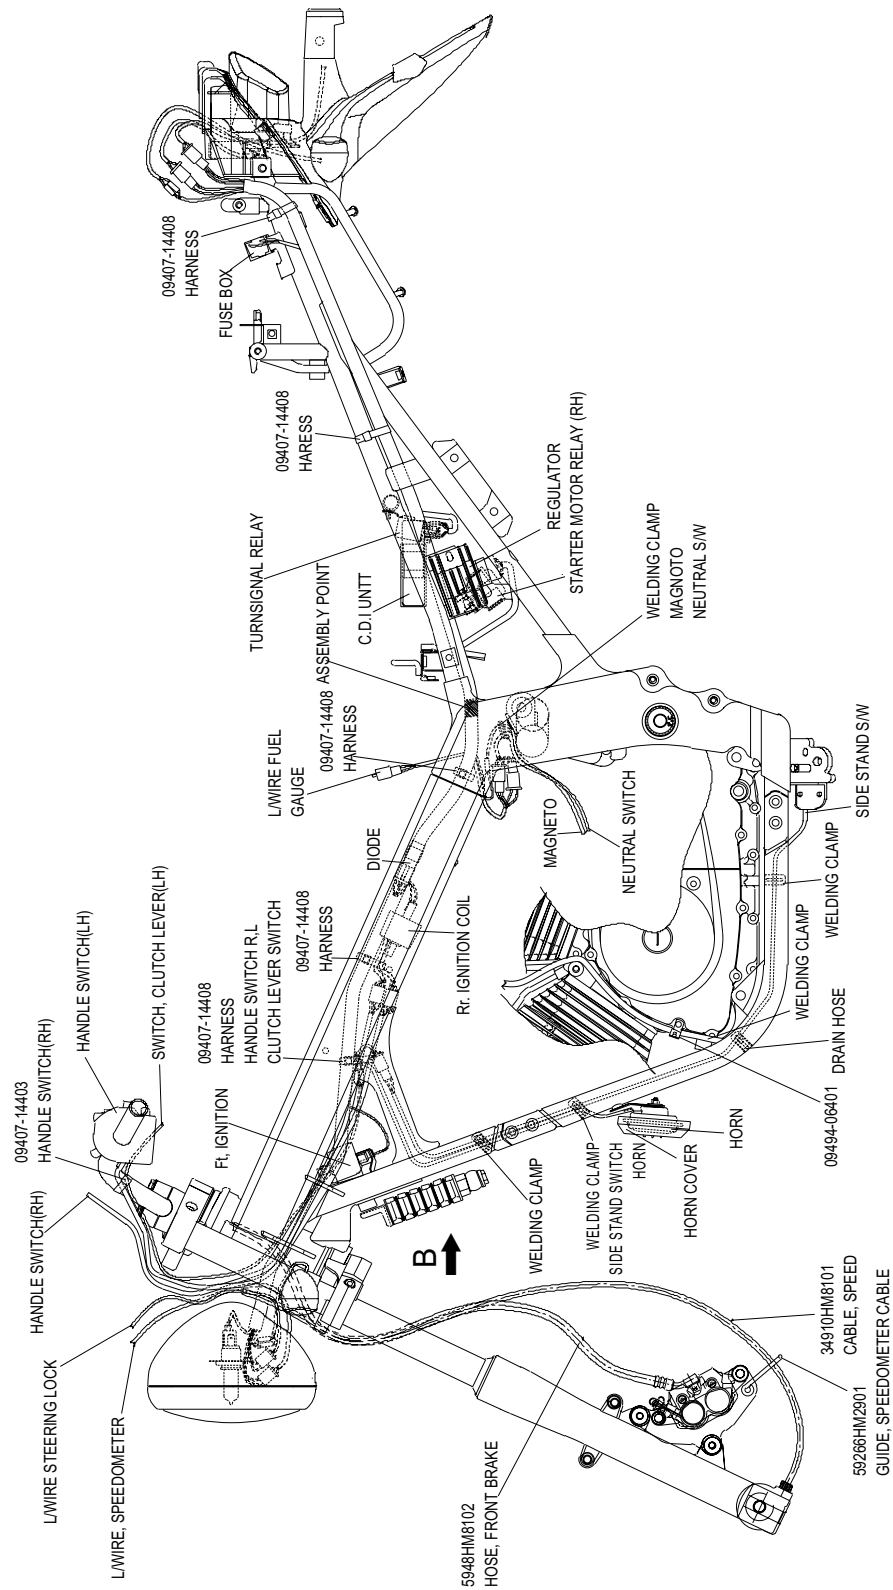 L/WIRE STEERING LOCK
L/WIRE, SPEEDOMETER
HANDLE SWITCH(RH)
09407-14403
HANDLE SWITCH(RH)
HANDLE SWITCH(LH)
SWITCH, CLUTCH LEVER(LH)
Ft, IGNITION
09407-14408
HARNESS
HANDLE SWITCH R,L
CLUTCH LEVER SWITCH
09407-14408
HARNESS
DIODE
L/WIRE FUEL
GAUGE
09407-14408
HARNESS
ASSEMBLY POINT
TURNSIGNAL RELAY
C.D.I UNTT
09407-14408
HARESS
FUSE BOX
09407-14408
HARNESS
5948HM8102
HOSE, FRONT BRAKE
B
WELDING CLAMP
WELDING CLAMP
SIDE STAND SWITCH
HORN
HORN COVER
HORN
Rr. IGNITION COIL
MAGNETO
NEUTRAL SWITCH
REGULATOR
STARTER MOTOR RELAY (RH)
WELDING CLAMP
MAGNOTO
NEUTRAL S/W
59266HM2901
GUIDE, SPEEDOMETER CABLE
34910HM8101
CABLE, SPEED
09494-06401
DRAIN HOSE
WELDING CLAMP
WELDING CLAMP
SIDE STAND S/W